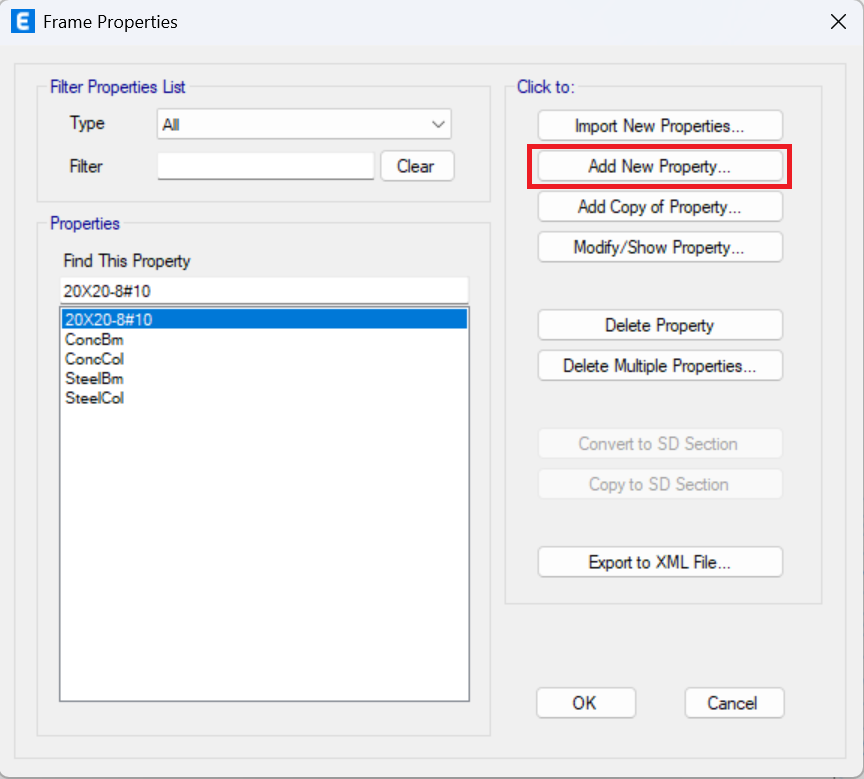 E Frame Properties
Filter Properties List
Type All
Filter Clear
Properties
Find This Property
20X20-8#10
20X20-8#10
ConcBm
ConcCol
SteelBm
SteelCol
Click to:
Import New Properties...
Add New Property...
Add Copy of Property...
Modify/Show Property...
Delete Property
Delete Multiple Properties...
Convert to SD Section
Copy to SD Section
Export to XML File...
OK Cancel